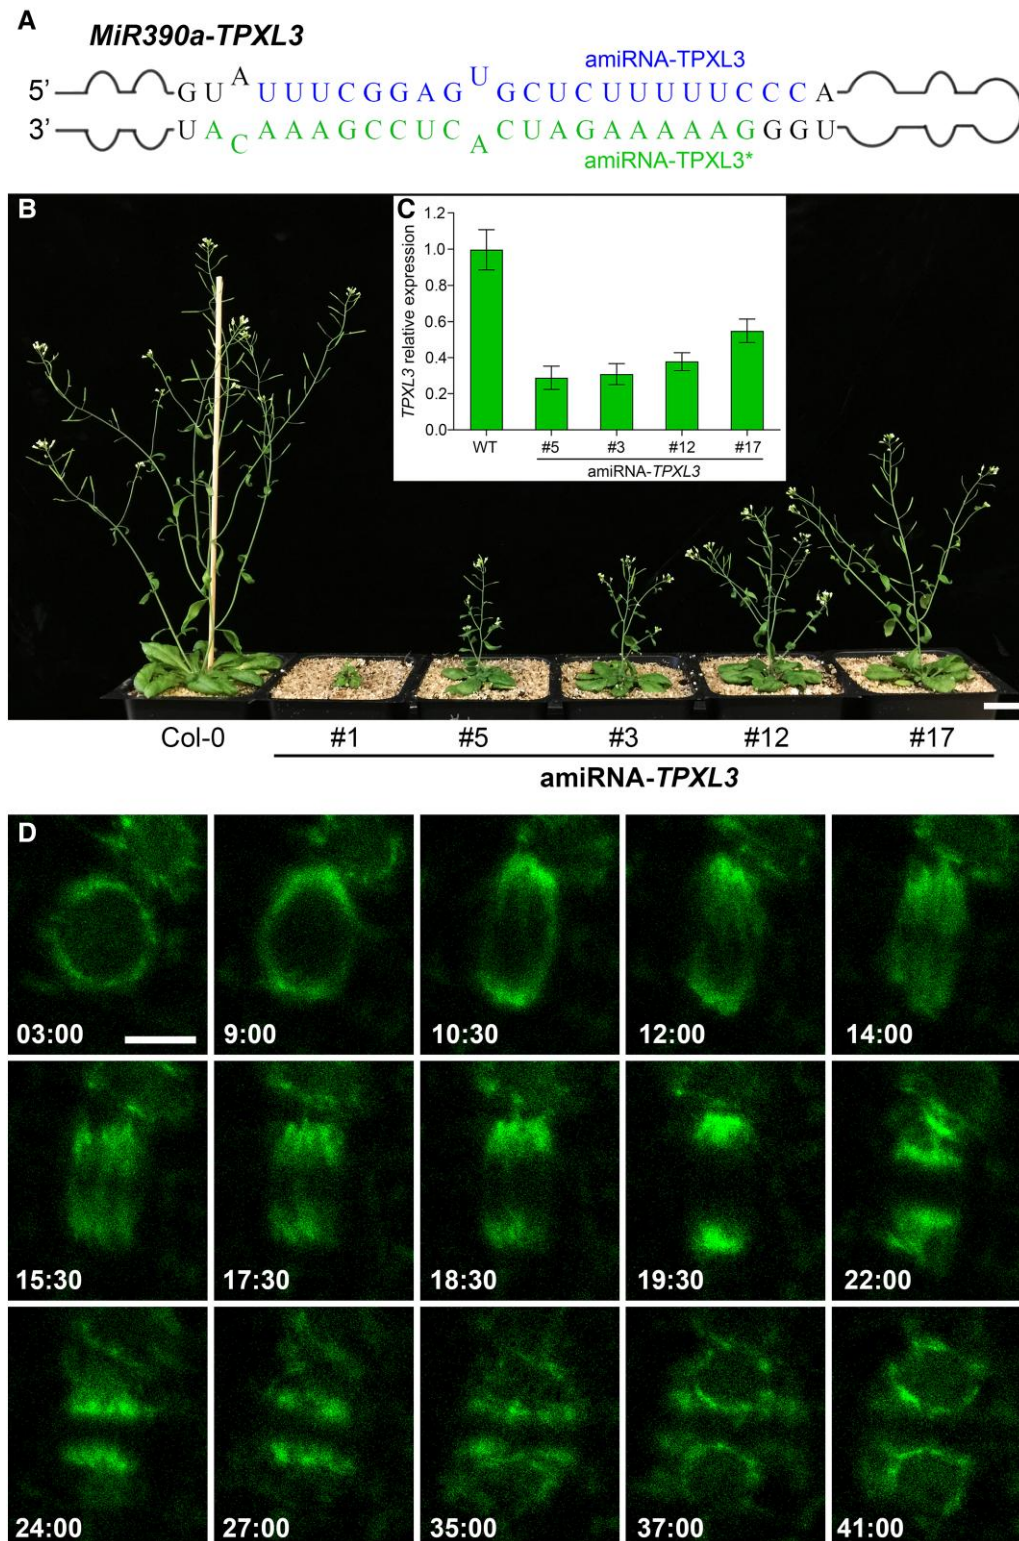 A
MiR390a-TPXL3
amiRNA-TPXL3
5' GUAUUUCGGAGUGCUCUUUUUCCCA
3' UACAAAGCCUCACUAGAAAAAGGGU
amiRNA-TPXL3*
B
C
TPXL3 relative expression
1.2
1.0
0.8
0.6
0.4
0.2
0.0
WT #5 #3 #12 #17
amiRNA-TPXL3
Col-0 #1 #5 #3 #12 #17
amiRNA-TPXL3
D
03:00 9:00 10:30 12:00 14:00
15:30 17:30 18:30 19:30 22:00
24:00 27:00 35:00 37:00 41:00